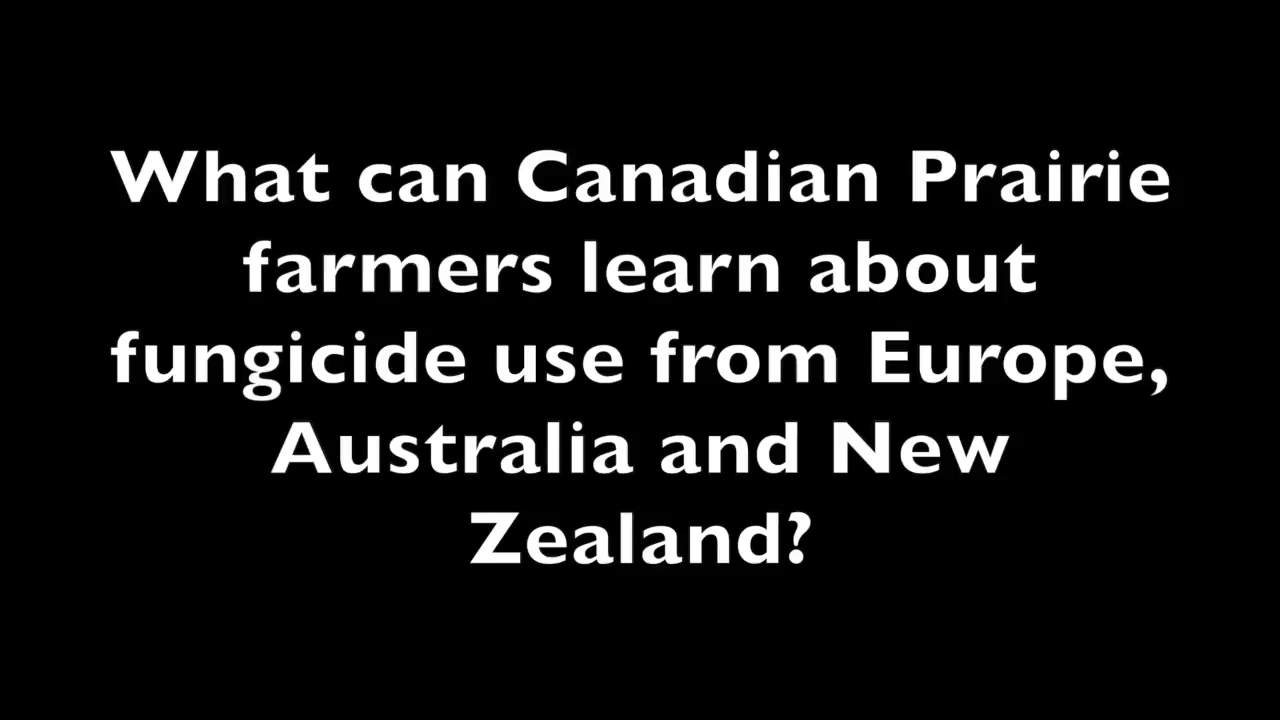 What can Canadian Prairie
farmers learn about
fungicide use from Europe,
Australia and New
Zealand?